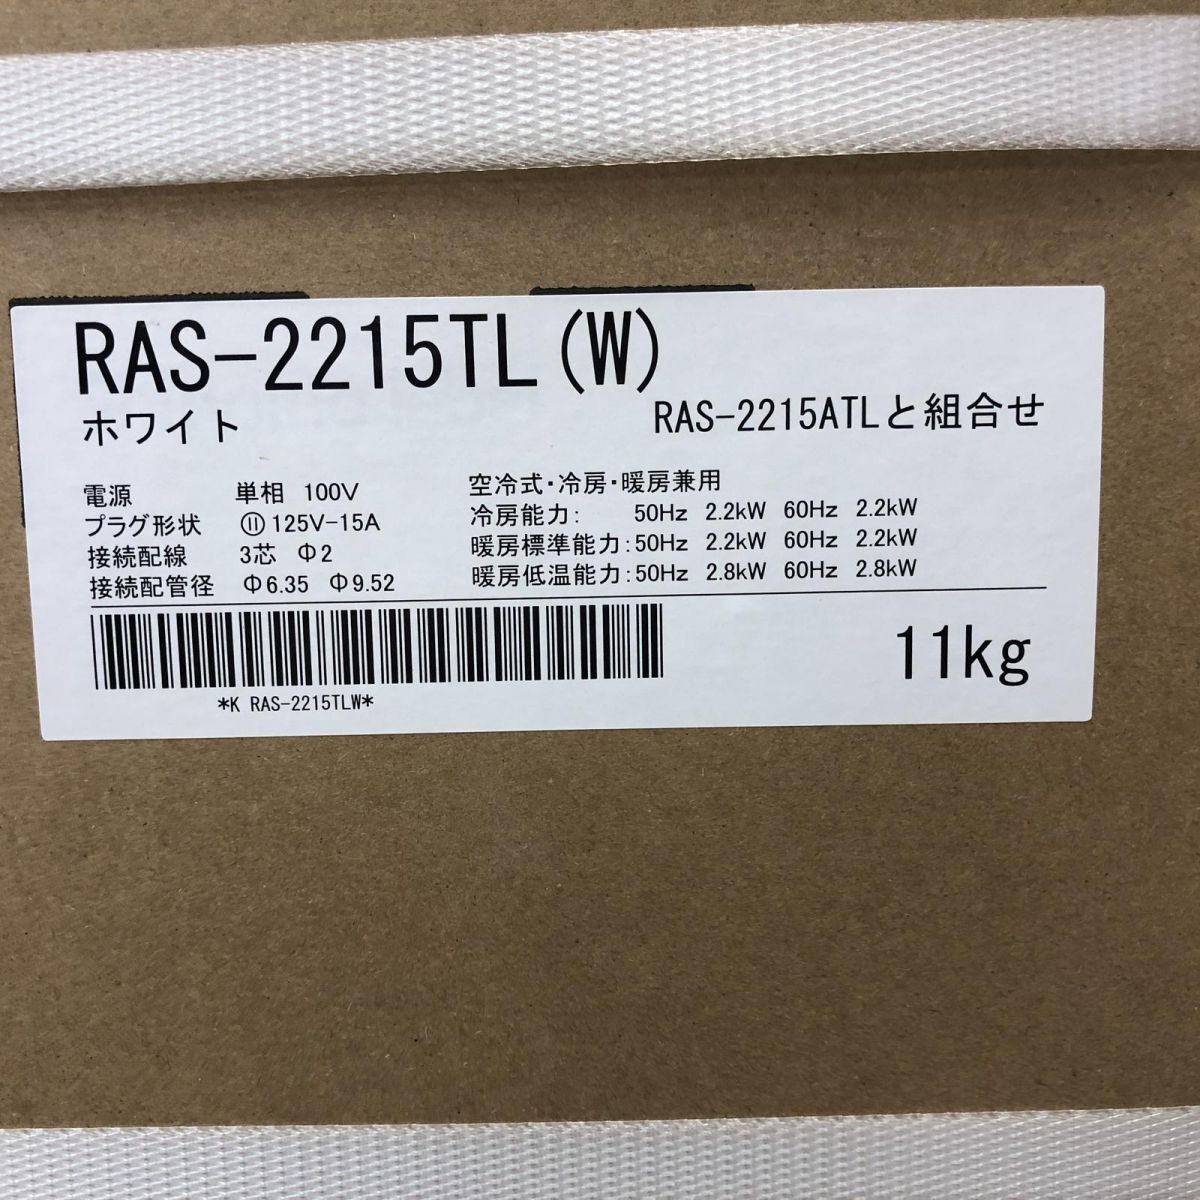 RAS-2215TL(W)
ホワイト
RAS-2215ATLと組合せ
電源 単相 100V
プラグ形状 125V-15A
接続配線 3芯 Φ2
接続配管径 Φ6.35 Φ9.52
空冷式・冷房・暖房兼用
冷房能力: 50Hz 2.2kW 60Hz 2.2kW
暖房標準能力:50Hz 2.2kW 60Hz 2.2kW
暖房低温能力:50Hz 2.8kW 60Hz 2.8kW
*K RAS-2215TLW*
11kg